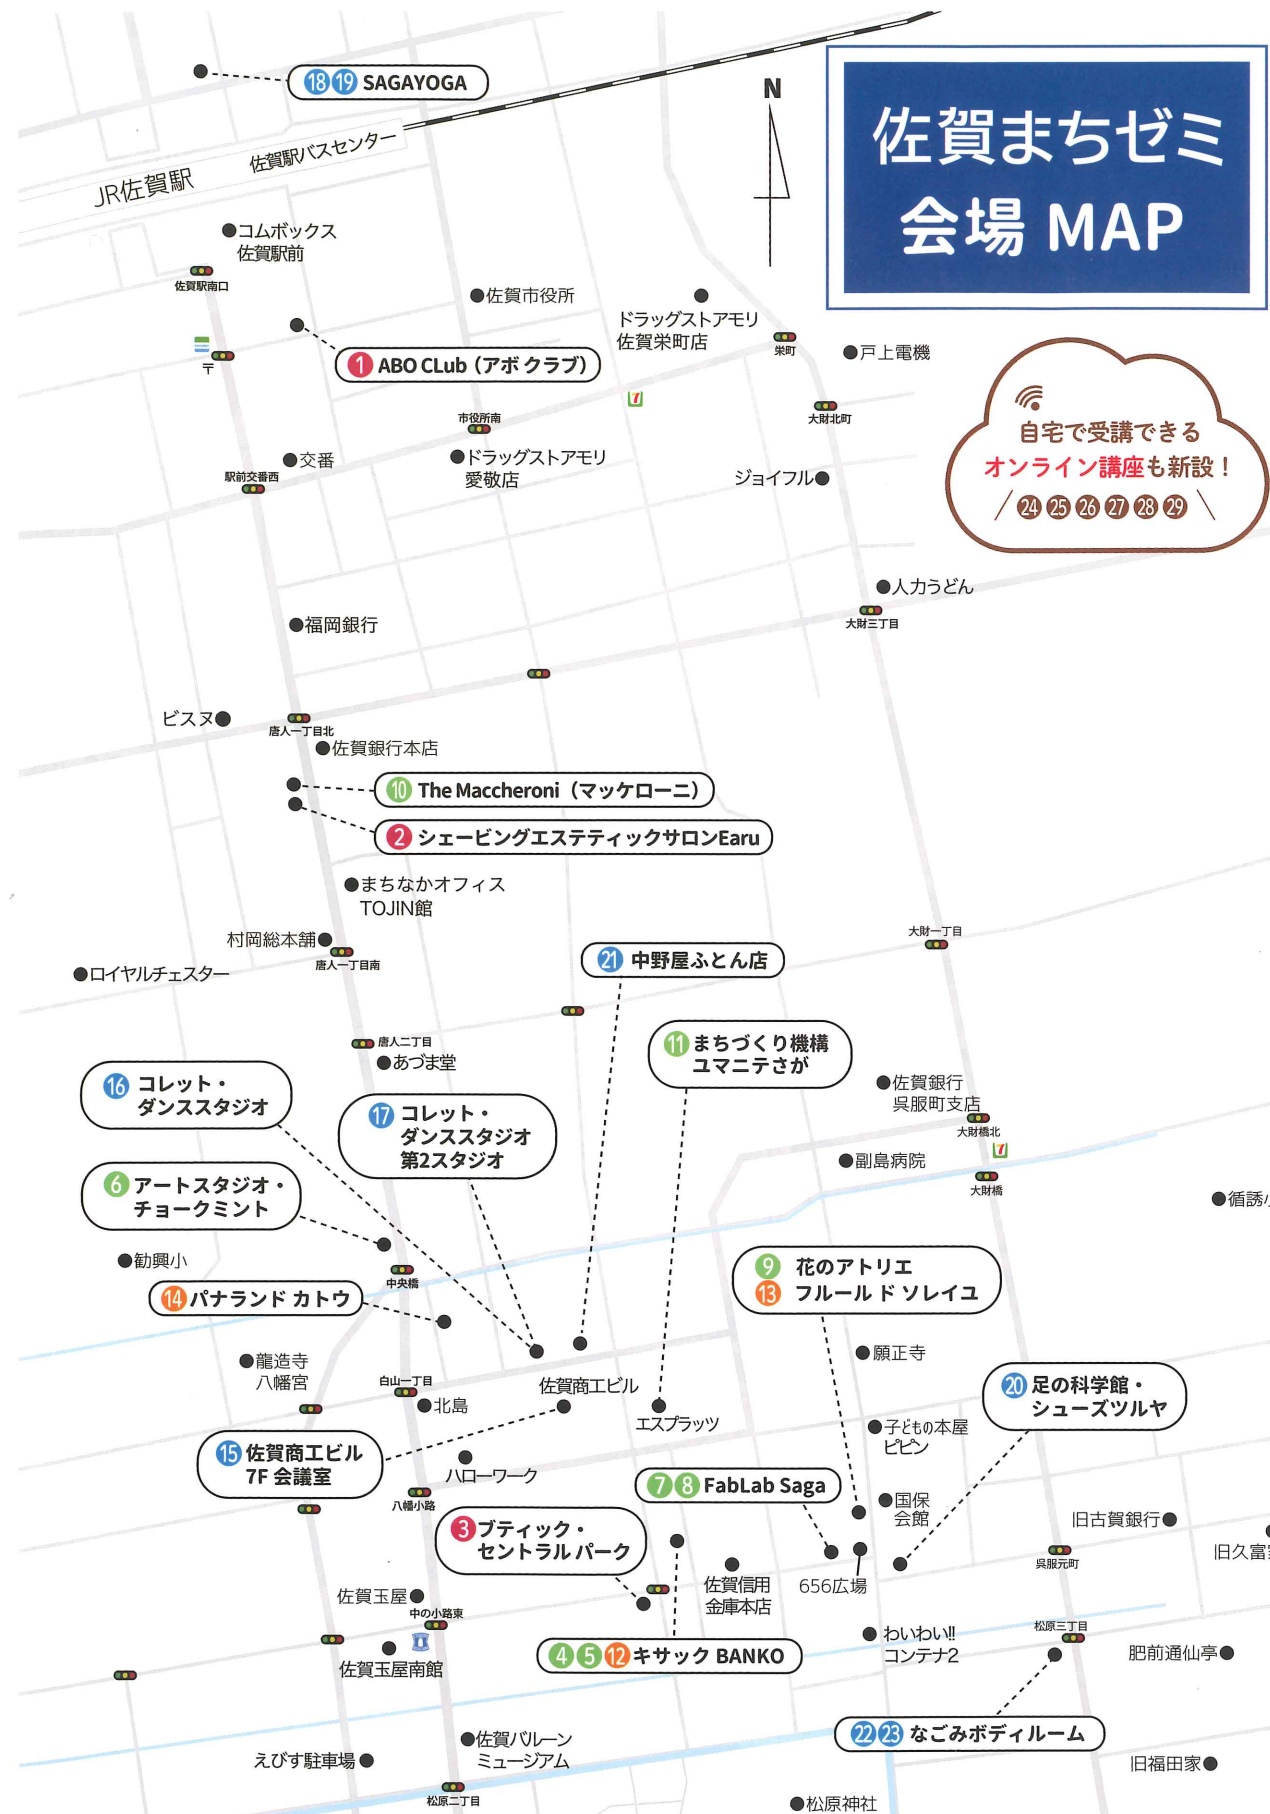 佐賀まちゼミ
会場 MAP
N
⑱⑲ SAGAYOGA
佐賀駅バスセンター
JR佐賀駅
コムボックス
佐賀駅前
佐賀駅南口
佐賀市役所
ドラッグストアモリ
佐賀栄町店
栄町
戸上電機
〒
① ABO CLub（アボ クラブ）
7
大財北町
自宅で受講できる
オンライン講座も新設！
㉔㉕㉖㉗㉘㉙
市役所南
交番
ドラッグストアモリ
愛敬店
駅前交番西
ジョイフル
人力うどん
大財三丁目
福岡銀行
ビスヌ
唐人一丁目北
佐賀銀行本店
⑩ The Maccheroni（マッケローニ）
② シェービングエステティックサロンEaru
まちなかオフィス
TOJIN館
村岡総本舗
唐人一丁目南
大財一丁目
ロイヤルチェスター
㉑ 中野屋ふとん店
唐人二丁目
あづま堂
⑪ まちづくり機構
ユマニテさが
⑯ コレット・
ダンススタジオ
⑰ コレット・
ダンススタジオ
第2スタジオ
佐賀銀行
呉服町支店
大財橋北
7
副島病院
大財橋
循誘小
⑥ アートスタジオ・
チョークミント
勧興小
中央橋
⑨ 花のアトリエ
⑬ フルール ド ソレイユ
⑭ パナランド カトウ
龍造寺
八幡宮
白山一丁目
北島
佐賀商工ビル
エスプラッツ
願正寺
⑳ 足の科学館・
シューズツルヤ
子どもの本屋
ピピン
⑮ 佐賀商工ビル
7F 会議室
ハローワーク
八幡小路
⑦⑧ FabLab Saga
国保
会館
旧古賀銀行
③ ブティック・
セントラル パーク
呉服元町
旧久富家
佐賀信用
金庫本店
656広場
佐賀玉屋
中の小路東
佐賀玉屋南館
④⑤⑫ キサック BANKO
わいわい!!
コンテナ2
松原三丁目
肥前通仙亭
㉒㉓ なごみボディルーム
佐賀バルーン
ミュージアム
えびす駐車場
松原二丁目
旧福田家
松原神社